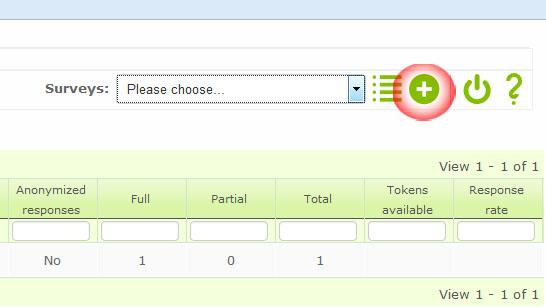 Surveys: Please choose...
View 1 - 1 of 1
Anonymized responses Full Partial Total Tokens available Response rate
No 1 0 1
View 1 - 1 of 1